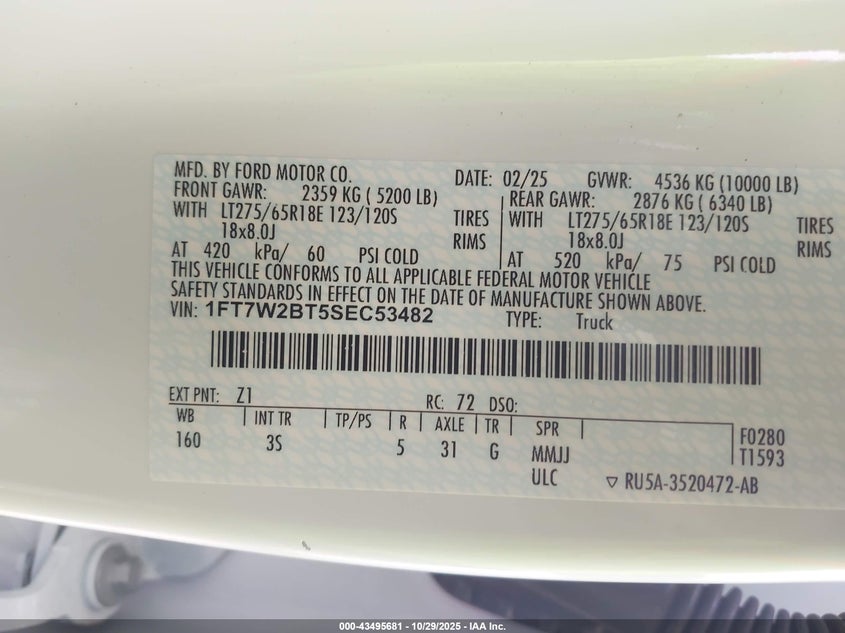 MFD. BY FORD MOTOR CO. DATE: 02/25 GVWR: 4536 KG (10000 LB)
FRONT GAWR: 2359 KG ( 5200 LB) REAR GAWR: 2876 KG ( 6340 LB)
WITH LT275/65R18E 123/120S TIRES WITH LT275/65R18E 123/120S TIRES
18x8.0J RIMS 18x8.0J RIMS
AT 420 kPa/ 60 PSI COLD AT 520 kPa/ 75 PSI COLD
THIS VEHICLE CONFORMS TO ALL APPLICABLE FEDERAL MOTOR VEHICLE
SAFETY STANDARDS IN EFFECT ON THE DATE OF MANUFACTURE SHOWN ABOVE.
VIN: 1FT7W2BT5SEC53482 TYPE: Truck
EXT PNT: Z1 RC: 72 DSO:
WB INT TR TP/PS R AXLE TR SPR
160 3S 5 31 G MMJJ F0280
ULC T1593
RU5A-3520472-AB
000-43495681 | 10/29/2025 | IAA Inc.